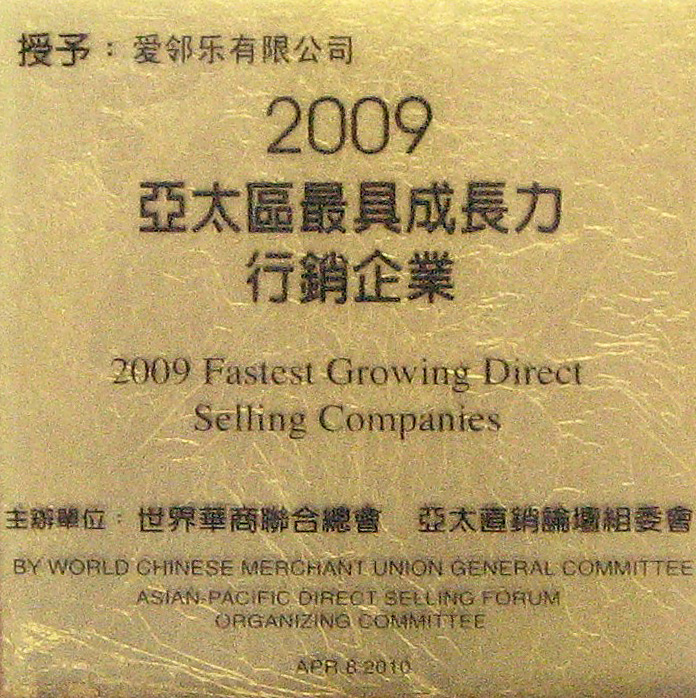 授予：爱邻乐有限公司
2009
亞太區最具成長力
行銷企業
2009 Fastest Growing Direct
Selling Companies
主辦單位：世界華商聯合總會 亞太直銷論壇組委會
BY WORLD CHINESE MERCHANT UNION GENERAL COMMITTEE
ASIAN-PACIFIC DIRECT SELLING FORUM
ORGANIZING COMMITTEE
APR 8 2010